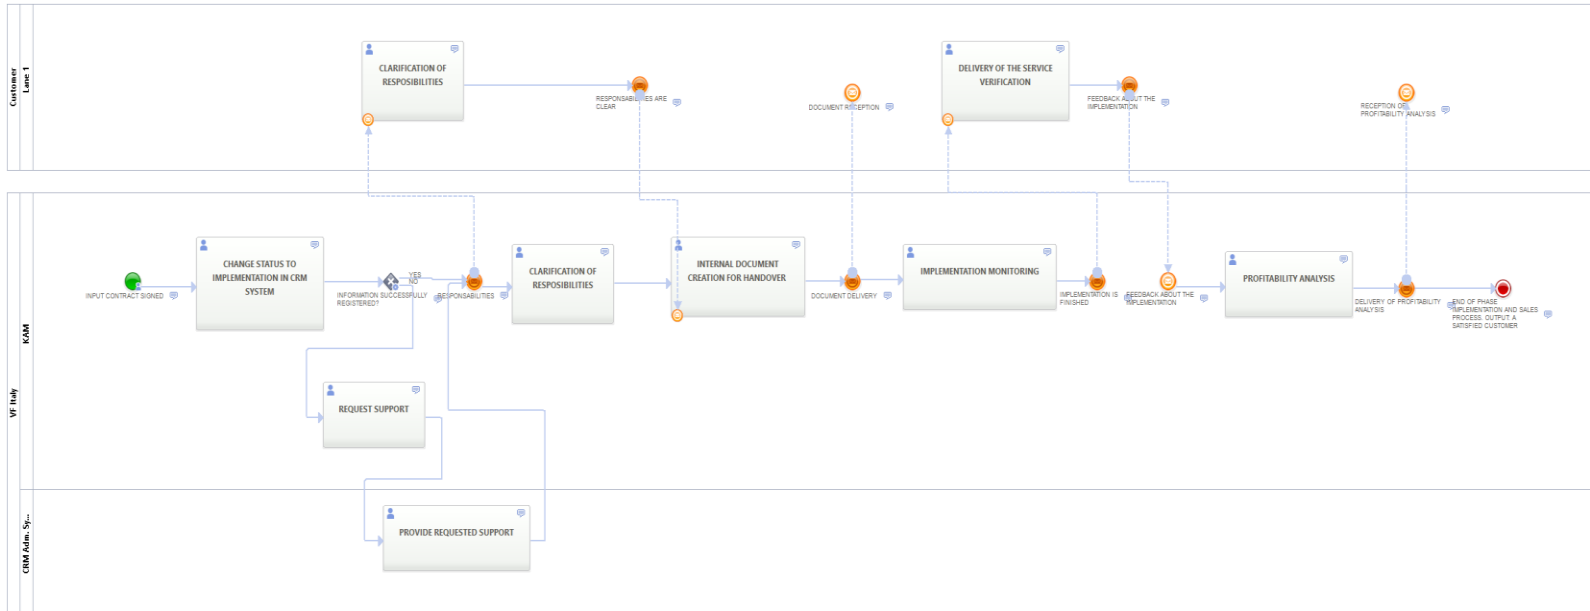 Customer
Lane 1
CLARIFICATION OF
RESPOSIBILITIES
RESPONSABILITIES ARE
CLEAR
DOCUMENT RECEPTION
DELIVERY OF THE SERVICE
VERIFICATION
FEEDBACK ABOUT THE
IMPLEMENTATION
RECEPTION OF
PROFITABILITY ANALYSIS
VF Italy
KAM
INPUT CONTRACT SIGNED
CHANGE STATUS TO
IMPLEMENTATION IN CRM
SYSTEM
YES
NO
INFORMATION SUCCESSFULLY
REGISTERED?
RESPONSABILITIES
CLARIFICATION OF
RESPOSIBILITIES
INTERNAL DOCUMENT
CREATION FOR HANDOVER
DOCUMENT DELIVERY
IMPLEMENTATION MONITORING
IMPLEMENTATION IS
FINISHED
FEEDBACK ABOUT THE
IMPLEMENTATION
PROFITABILITY ANALYSIS
DELIVERY OF PROFITABILITY
ANALYSIS
END OF PHASE
IMPLEMENTATION AND SALES
PROCESS. OUTPUT: A
SATISFIED CUSTOMER
REQUEST SUPPORT
CRM Adm. Sy...
PROVIDE REQUESTED SUPPORT